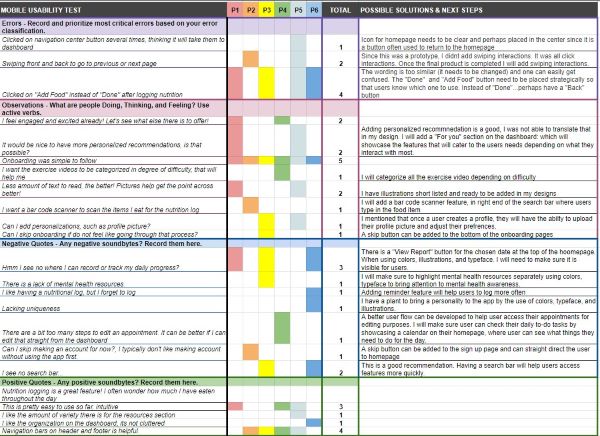 MOBILE USABILITY TEST P1 P2 P3 P4 P5 P6 TOTAL POSSIBLE SOLUTIONS & NEXT STEPS
Errors - Record and prioritize most critical errors based on your error
classification.
Clicked on navigation center button several times, thinking it will take them to
dashboard 1
Icon for homepage needs to be clear and perhaps placed in the center since it is
a button often used to return to the homepage
Swiping front and back to go to previous or next page 2
Since this was a prototype, I didnt add swiping interactions. It was all click
interactions. Once the final product is completed I will add swiping interactions.
Clicked on "Add Food" instead of "Done" after logging nutrition 4
The wording is too similar (it needs to be changed) and one can easily get
confused. The "Done" and "Add Food" button need to be placed strategically so
that users know which one to use. Instead of "Done"...perhaps have a "Back"
button
Observations - What are people Doing, Thinking, and Feeling? Use
active verbs.
I feel engaged and excited already! Let's see what else there is to offer! 2
It would be nice to have more personalized recommendations, is that
possible? 2
Adding personalized recommnedation is a good, I was not able to translate that
in my design. I will add a "For you" section on the dashboard: which will
showcase the features that will cater to the users needed depending on what they
interact with most.
Onboarding was simple to follow 5
I want the exercise videos to be categorized in degree of difficulty, that will
help me 1
I will categorize all the exercise video depending on difficulty
Less amount of text to read, the better! Pictures help get the point across
better! 2
I have illustrations short listed and ready to be added in my designs
I want a bar code scanner to scan the items I eat for the nutrition log 1
I will add a bar code scanner feature, in right end of the search bar where users
type in the food item
Can I add personalizations, such as profile picture? 1
I mentioned that once a user creates a profile, they will have the ability to upload
their profile picture and adjust their prefrences.
Can I skip onboarding if I do not feel like going through that process? 1
A skip button can be added to the bottom of the onboarding pages
Negative Quotes - Any negative soundbytes? Record them here.
Hmm I see no where I can record or track my daily progress? 3
There is a "View Report" button for the chosen date at the top of the hoomepage.
When using colors, illustrations, and typeface. I will need to make sure it is
visible for users.
There is a lack of mental health resources 1
I will make sure to highlight mental health resources separately using colors,
typeface to bring attention to mental health awareness.
I like having a nutritional log, but I forget to log 1
Adding reminder feature will help users to log more often
Lacking uniqueness 1
I have a plant to bring a personality to the app by the use of colors, typeface, and
illustrations.
There are a bit too many steps to edit an appointment. It can be better if I can
edit that straight from the dashboard 1
A better user flow can be developed to help user access their appointments for
editing purposes. I will make sure user can check their daily to-do tasks by
showcasing a calendar on their homepage, where user can see what things they
need to do for the day.
Can I skip making an account for now?, I typically don't like making account
without using the app first. 1
A skip button can be added to the sign up page and can straight direct the user
to homepage
I see no search bar. 2
This is a good recommendation. Having a search bar will help users access
features more quickly
Positive Quotes - Any positive soundbytes? Record them here.
Nutrition logging is a great feature! I often wonder how much I have eaten
throughout the day 1
This is pretty easy to use so far: intuitive 3
I like the amount of variety there is for the resources section 1
I like the organization on the dashboard, its not cluttered 1
Navigation bars on header and footer is helpful 4